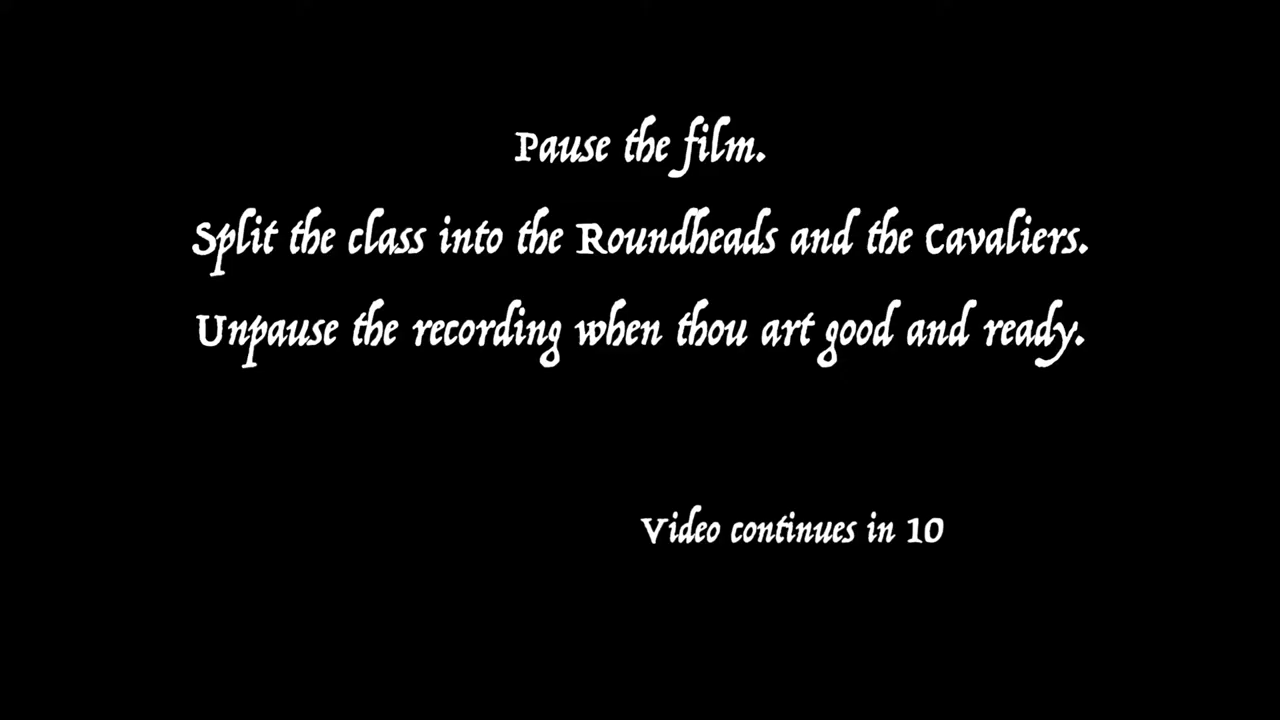 Pause the film.
Split the class into the Roundheads and the Cavaliers.
Unpause the recording when thou art good and ready.
Video continues in 10